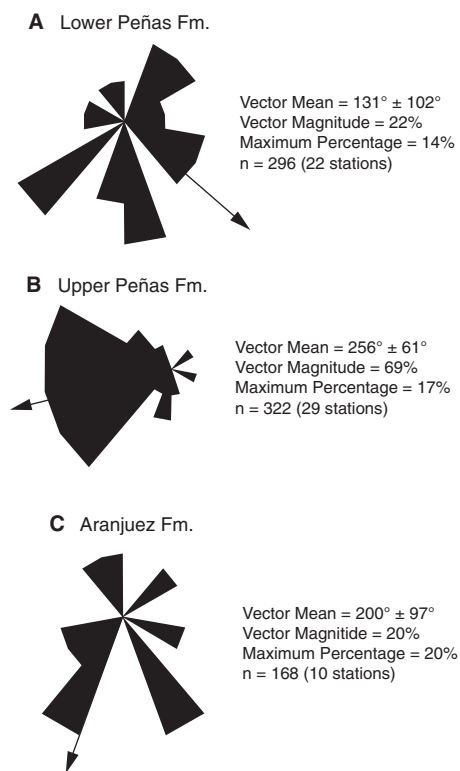 A Lower Peñas Fm.
Vector Mean = 131° ± 102°
Vector Magnitude = 22%
Maximum Percentage = 14%
n = 296 (22 stations)
B Upper Peñas Fm.
Vector Mean = 256° ± 61°
Vector Magnitude = 69%
Maximum Percentage = 17%
n = 322 (29 stations)
C Aranjuez Fm.
Vector Mean = 200° ± 97°
Vector Magnitide = 20%
Maximum Percentage = 20%
n = 168 (10 stations)